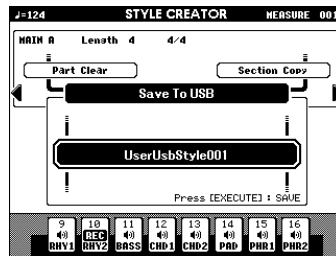 ♩=124 STYLE CREATOR MEASURE 001
MAIN A Length 4 4/4
Part Clear Section Copy
Save To USB
UserUsbStyle001
Press [EXECUTE] : SAVE
9 10 11 12 13 14 15 16
REC
RHY1 RHY2 BASS CHD1 CHD2 PAD PHR1 PHR2